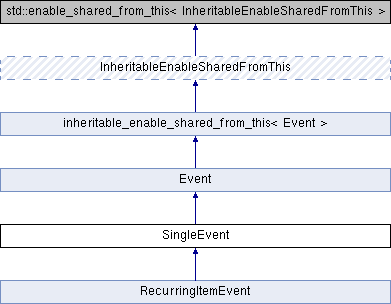 std::enable_shared_from_this< InheritableEnableSharedFromThis >
InheritableEnableSharedFromThis
inheritable_enable_shared_from_this< Event >
Event
SingleEvent
RecurringItemEvent